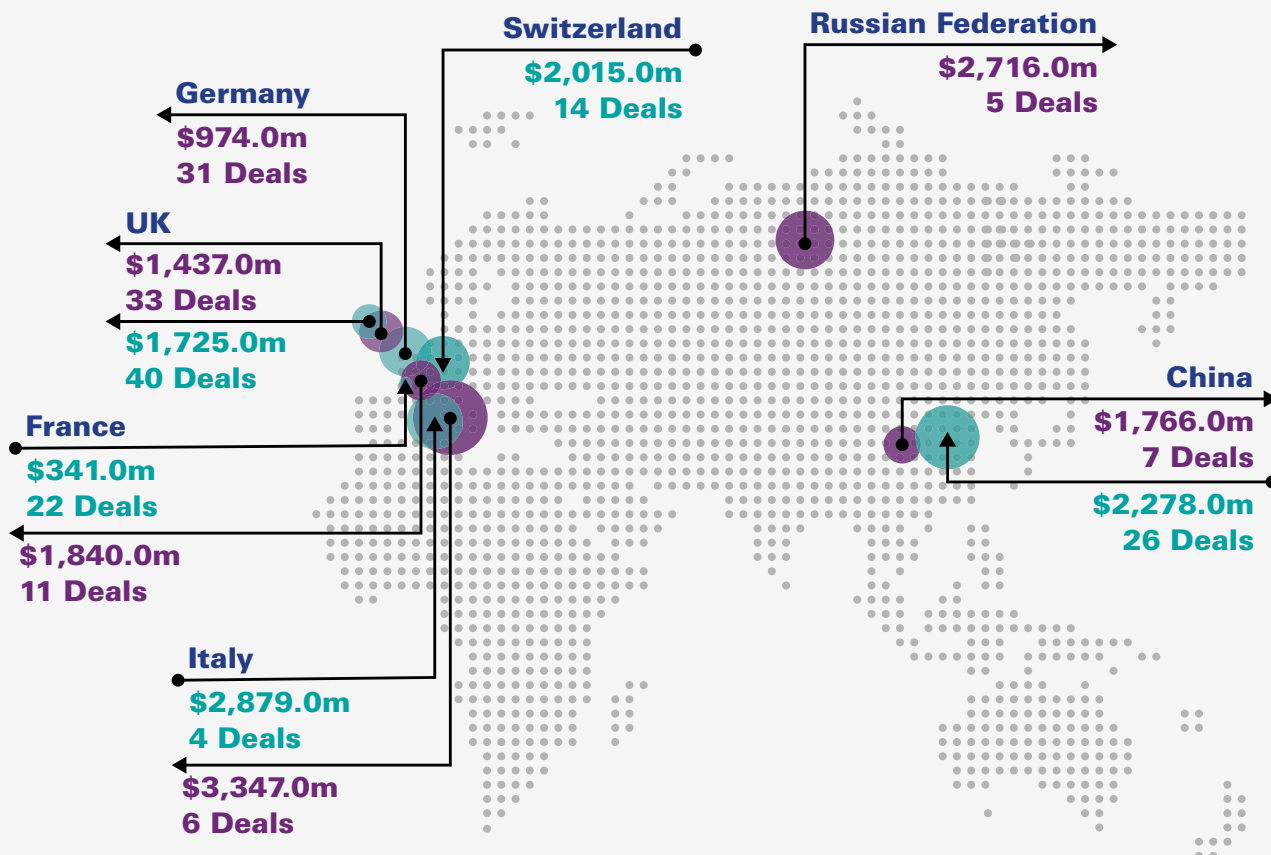 Switzerland
$2,015.0m
14 Deals
Russian Federation
$2,716.0m
5 Deals
Germany
$974.0m
31 Deals
UK
$1,437.0m
33 Deals
$1,725.0m
40 Deals
France
$341.0m
22 Deals
$1,840.0m
11 Deals
China
$1,766.0m
7 Deals
$2,278.0m
26 Deals
Italy
$2,879.0m
4 Deals
$3,347.0m
6 Deals